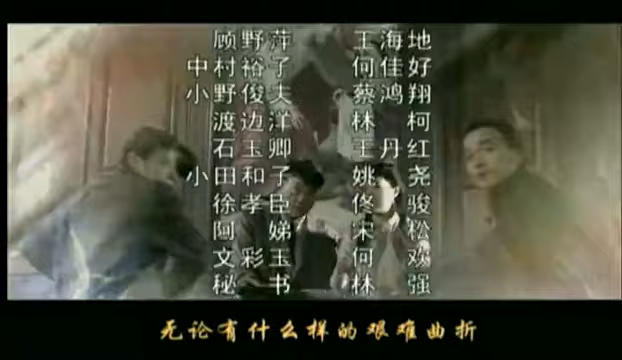 顾野萍 王海地
中村裕子 何佳好
小野俊夫 蔡鸿翔
渡边洋 林柯
石玉卿 王丹红
小田和子 姚尧
徐孝臣 佟骏
阿娣 宋松
文彩玉 何欢
秘书 林强
无论有什么样的艰难曲折